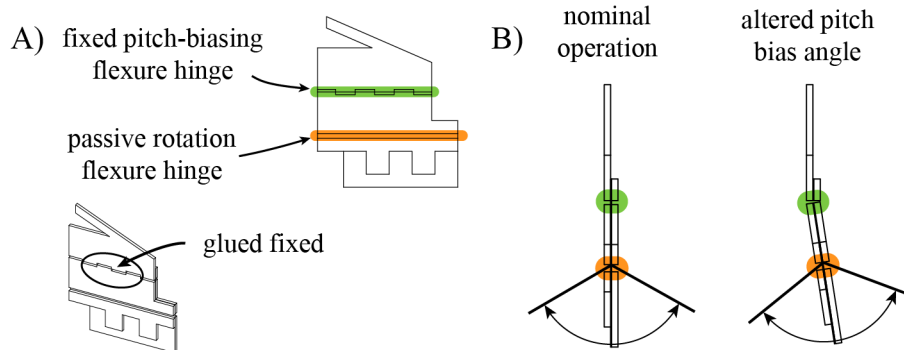 A)
fixed pitch-biasing
flexure hinge
passive rotation
flexure hinge
glued fixed
B)
nominal
operation
altered pitch
bias angle